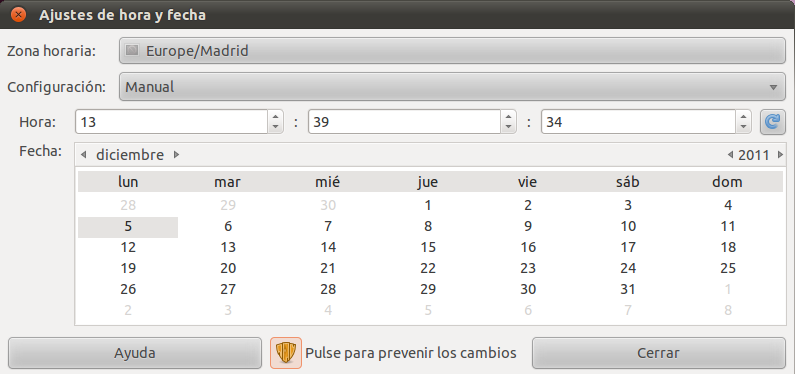 Ajustes de hora y fecha
Zona horaria: Europe/Madrid
Configuración: Manual
Hora: 13 : 39 : 34
Fecha: diciembre 2011
lun mar mié jue vie sáb dom
28 29 30 1 2 3 4
5 6 7 8 9 10 11
12 13 14 15 16 17 18
19 20 21 22 23 24 25
26 27 28 29 30 31 1
2 3 4 5 6 7 8
Ayuda Pulse para prevenir los cambios Cerrar